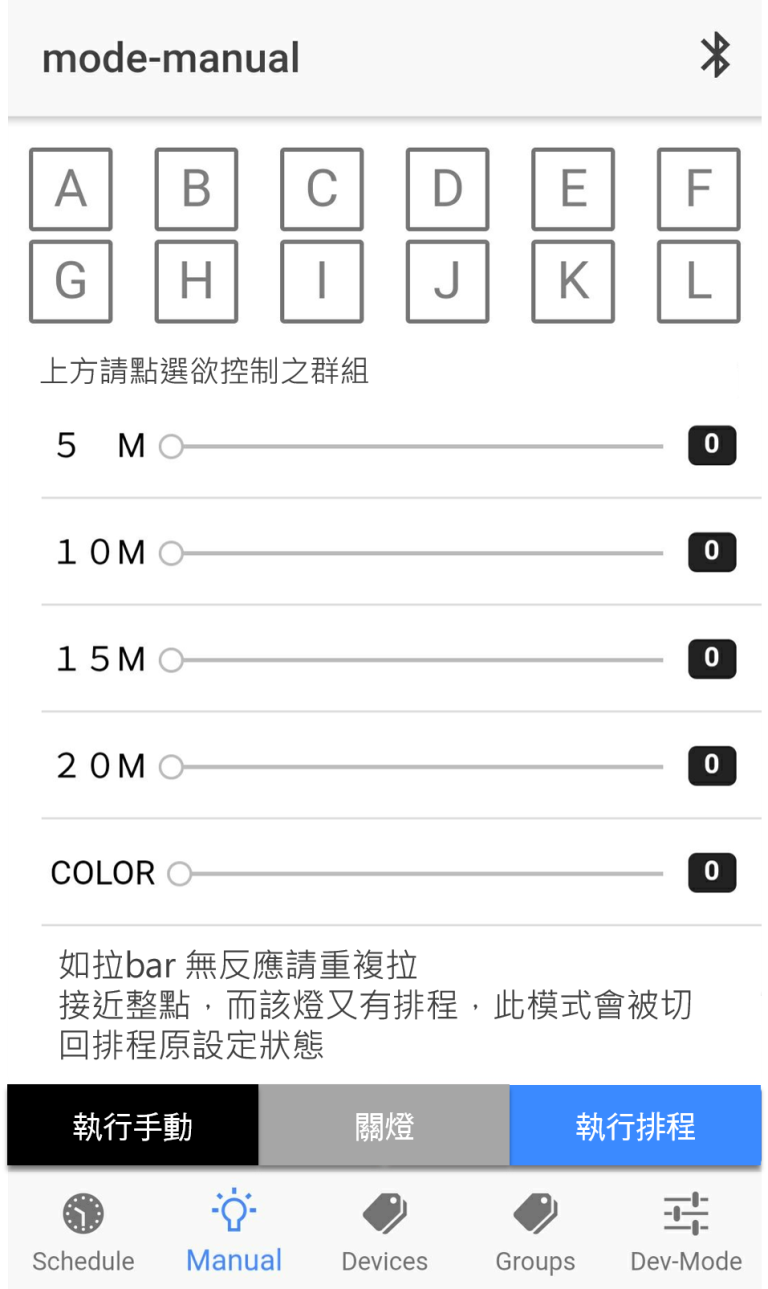 mode-manual
A B C D E F
G H I J K L
上方請點選欲控制之群組
５ M 0
１０M 0
１５M 0
２０M 0
COLOR 0
如拉bar 無反應請重複拉
接近整點，而該燈又有排程，此模式會被切
回排程原設定狀態
執行手動 關燈 執行排程
Schedule Manual Devices Groups Dev-Mode